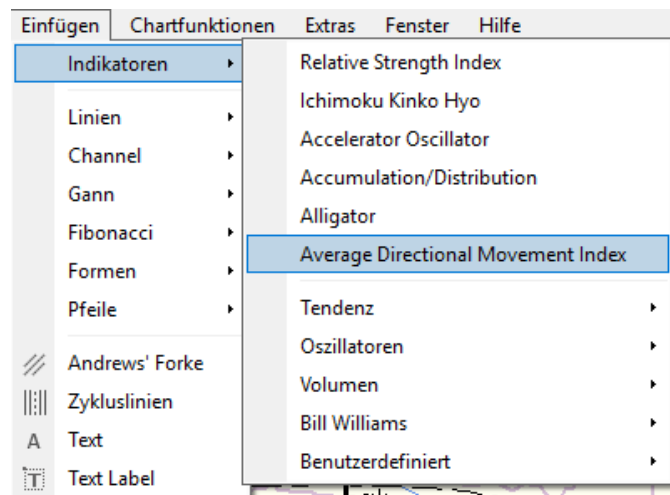 Einfügen Chartfunktionen Extras Fenster Hilfe
Indikatoren
Linien
Channel
Gann
Fibonacci
Formen
Pfeile
Andrews' Forke
Zykluslinien
A Text
T Text Label
Relative Strength Index
Ichimoku Kinko Hyo
Accelerator Oscillator
Accumulation/Distribution
Alligator
Average Directional Movement Index
Tendenz
Oszillatoren
Volumen
Bill Williams
Benutzerdefiniert